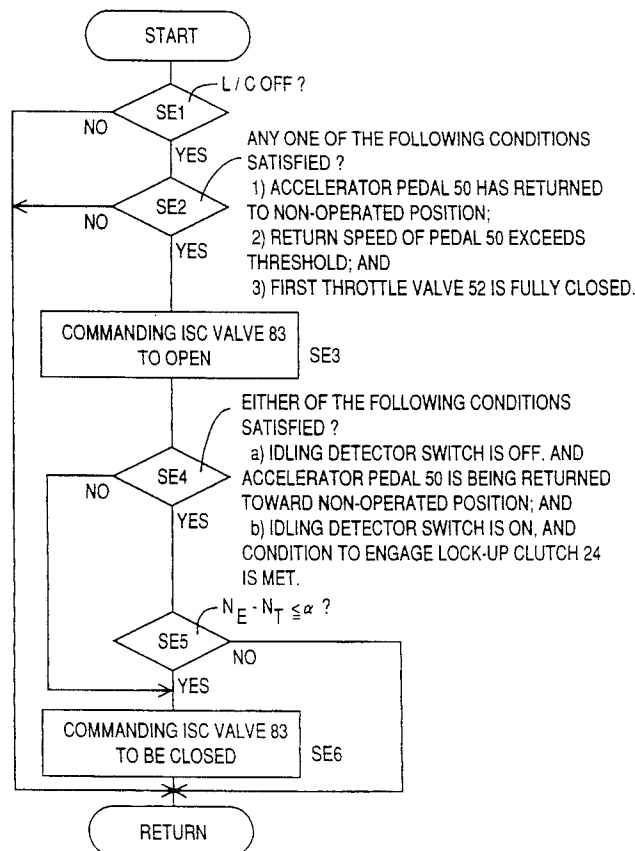 START
L / C OFF ?
SE1
NO
YES
ANY ONE OF THE FOLLOWING CONDITIONS
SATISFIED ?
1) ACCELERATOR PEDAL 50 HAS RETURNED
TO NON-OPERATED POSITION;
2) RETURN SPEED OF PEDAL 50 EXCEEDS
THRESHOLD; AND
3) FIRST THROTTLE VALVE 52 IS FULLY CLOSED.
SE2
NO
YES
COMMANDING ISC VALVE 83
TO OPEN
SE3
EITHER OF THE FOLLOWING CONDITIONS
SATISFIED ?
a) IDLING DETECTOR SWITCH IS OFF, AND
ACCELERATOR PEDAL 50 IS BEING RETURNED
TOWARD NON-OPERATED POSITION; AND
b) IDLING DETECTOR SWITCH IS ON, AND
CONDITION TO ENGAGE LOCK-UP CLUTCH 24
IS MET.
SE4
NO
YES
N_E - N_T ≦ α ?
SE5
NO
YES
COMMANDING ISC VALVE 83
TO BE CLOSED
SE6
RETURN